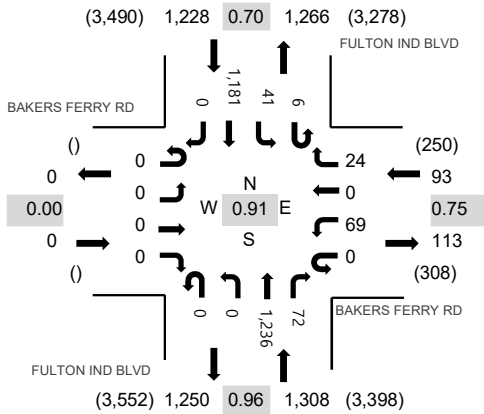 (3,490) 1,228 0.70 1,266 (3,278)
FULTON IND BLVD
0 1,181 41 6
BAKERS FERRY RD
() 0 24 (250)
0 0 0 93
N
0.00 W 0.91 E 0.75
S
0 0 69 113
() 0 0 (308)
0 0 1,236 72
BAKERS FERRY RD
FULTON IND BLVD
(3,552) 1,250 0.96 1,308 (3,398)